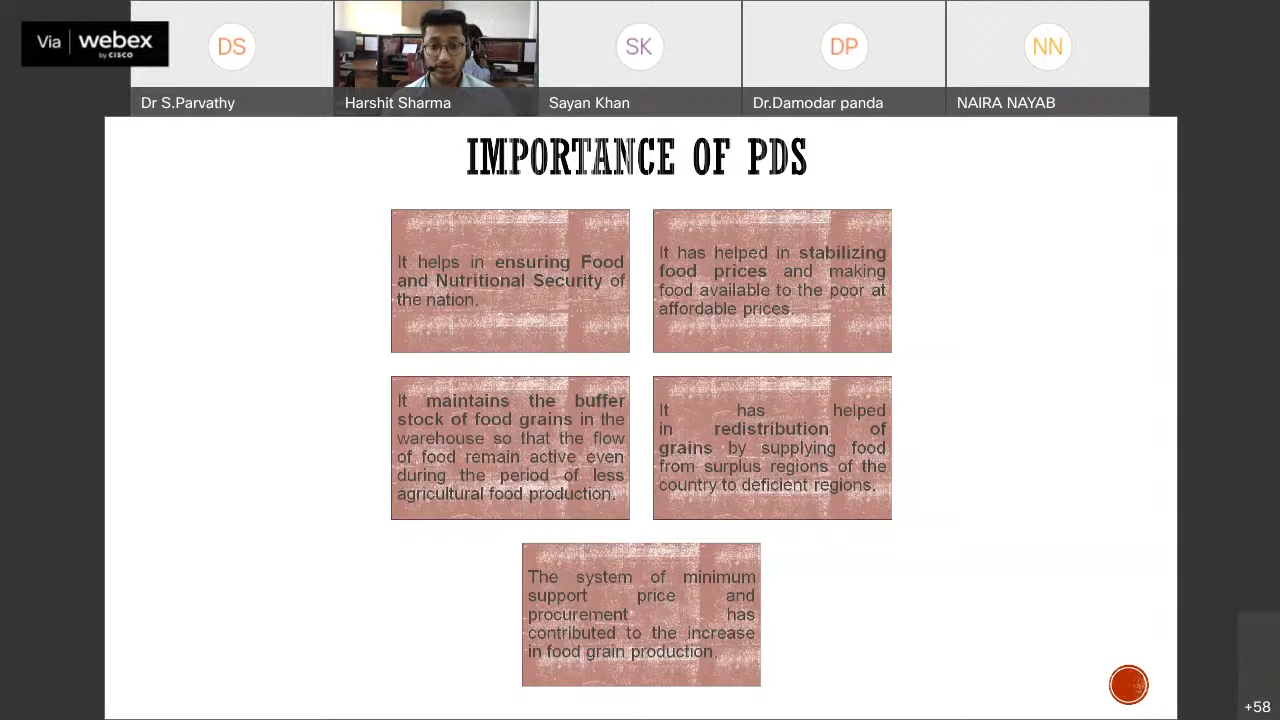 Via webex
by CISCO
DS
SK
DP
NN
Dr S.Parvathy
Harshit Sharma
Sayan Khan
Dr.Damodar panda
NAIRA NAYAB
IMPORTANCE OF PDS
It helps in ensuring Food
and Nutritional Security of
the nation.
It has helped in stabilizing
food prices and making
food available to the poor at
affordable prices.
It maintains the buffer
stock of food grains in the
warehouse so that the flow
of food remain active even
during the period of less
agricultural food production.
It has helped
in redistribution of
grains by supplying food
from surplus regions of the
country to deficient regions.
The system of minimum
support price and
procurement has
contributed to the increase
in food grain production.
+58